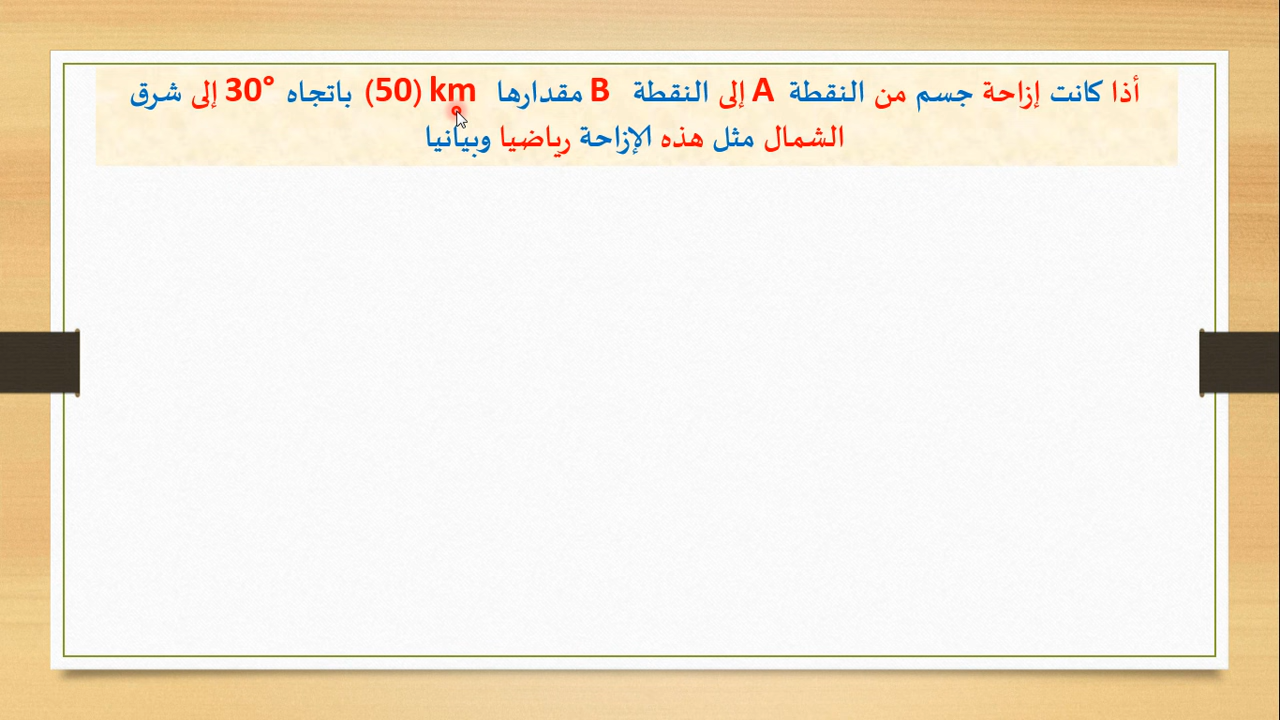 أذا كانت إزاحة جسم من النقطة A إلى النقطة B مقدارها (50) km باتجاه 30° إلى شرق
الشمال مثل هذه الإزاحة رياضيا وبيانيا